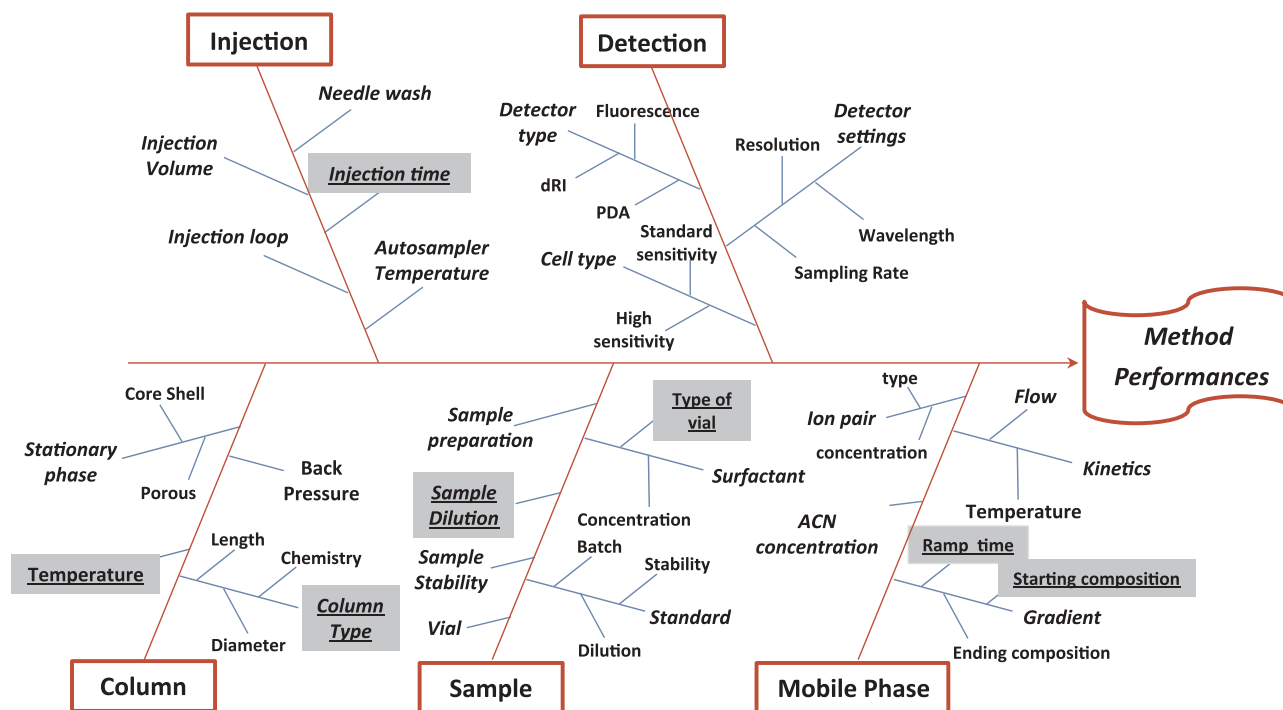 Injection
Detection
Needle wash
Injection
Volume
Injection time
Injection loop
Autosampler
Temperature
Detector
type
Fluorescence
dRI
PDA
Resolution
Detector
settings
Wavelength
Sampling Rate
Standard
sensitivity
Cell type
High
sensitivity
Method
Performances
Core Shell
Stationary
phase
Porous
Back
Pressure
Temperature
Length
Chemistry
Column
Type
Diameter
Column
Sample
preparation
Type of
vial
Surfactant
Concentration
Sample
Dilution
Sample
Stability
Batch
Stability
Standard
Dilution
Vial
Sample
type
Ion pair
concentration
Flow
Kinetics
Temperature
ACN
concentration
Ramp time
Starting composition
Gradient
Ending composition
Mobile Phase